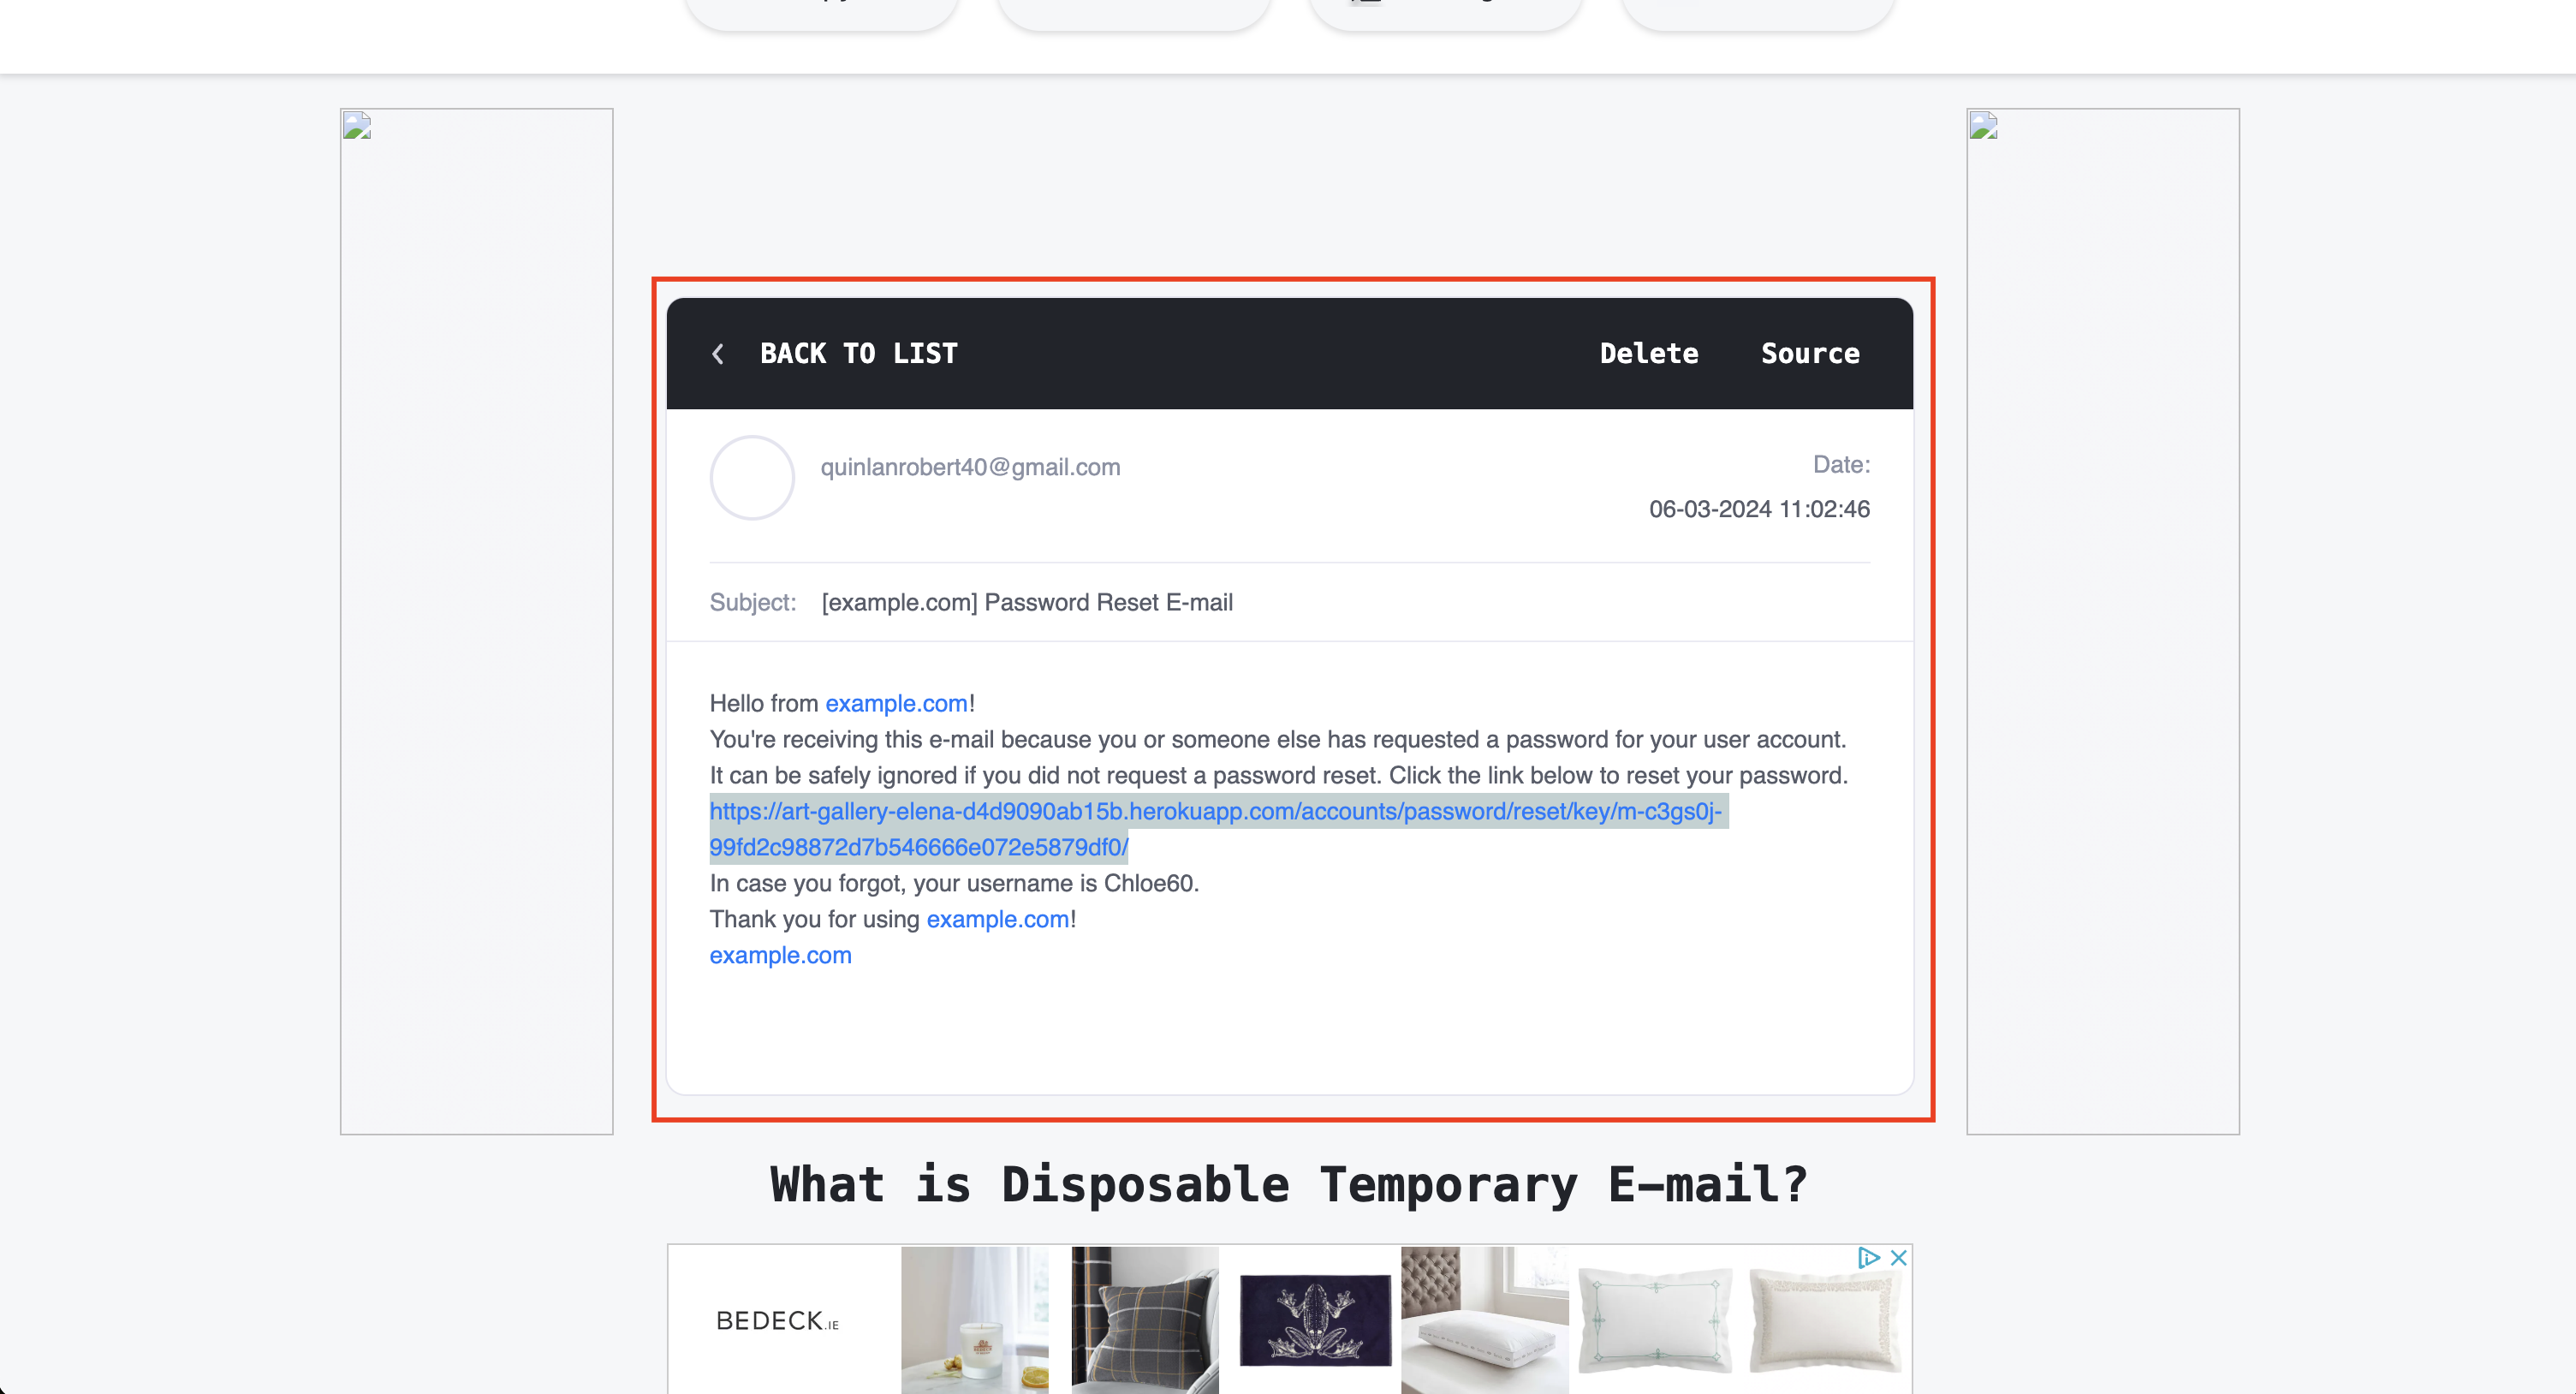 BACK TO LIST Delete Source
quinlanrobert40@gmail.com
Date:
06-03-2024 11:02:46
Subject: [example.com] Password Reset E-mail
Hello from example.com!
You're receiving this e-mail because you or someone else has requested a password for your user account.
It can be safely ignored if you did not request a password reset. Click the link below to reset your password.
https://art-gallery-elena-d4d9090ab15b.herokuapp.com/accounts/password/reset/key/m-c3gs0j-
99fd2c98872d7b546666e072e5879df0/
In case you forgot, your username is Chloe60.
Thank you for using example.com!
example.com
What is Disposable Temporary E-mail?
BEDECK.IE